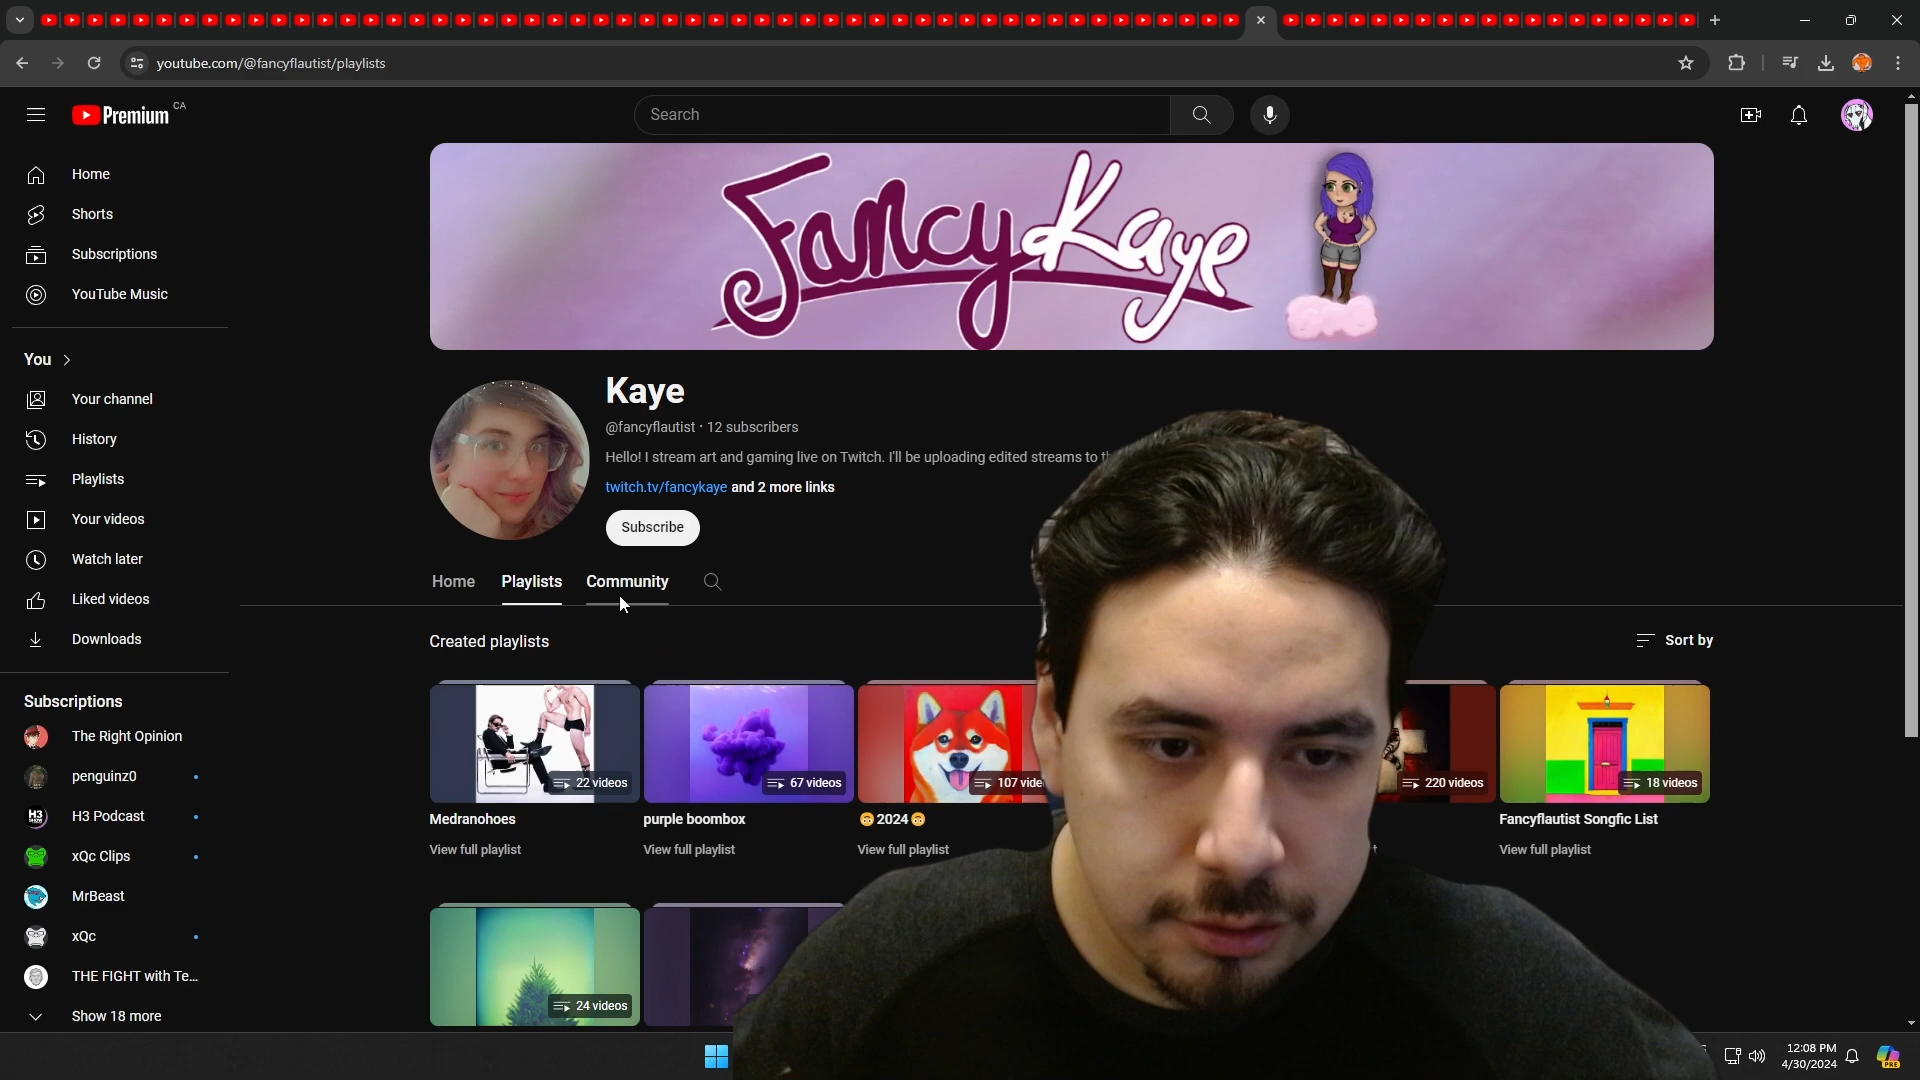 youtube.com/@fancyflautist/playlists
Premium CA
Search
Home
Shorts
Subscriptions
YouTube Music
You
Your channel
History
Playlists
Your videos
Watch later
Liked videos
Downloads
Subscriptions
The Right Opinion
penguinz0
H3 Podcast
xQc Clips
MrBeast
xQc
THE FIGHT with Te...
Show 18 more
FancyKaye
Kaye
@fancyflautist · 12 subscribers
Hello! I stream art and gaming live on Twitch. I'll be uploading edited streams to
twitch.tv/fancykaye and 2 more links
Subscribe
Home Playlists Community
Created playlists
Sort by
22 videos
67 videos
107
220 videos
18 videos
Medranohoes
purple boombox
🙃2024🙃
Fancyflautist Songfic List
View full playlist
View full playlist
View full playlist
View full playlist
24 videos
12:08 PM
4/30/2024
PRE